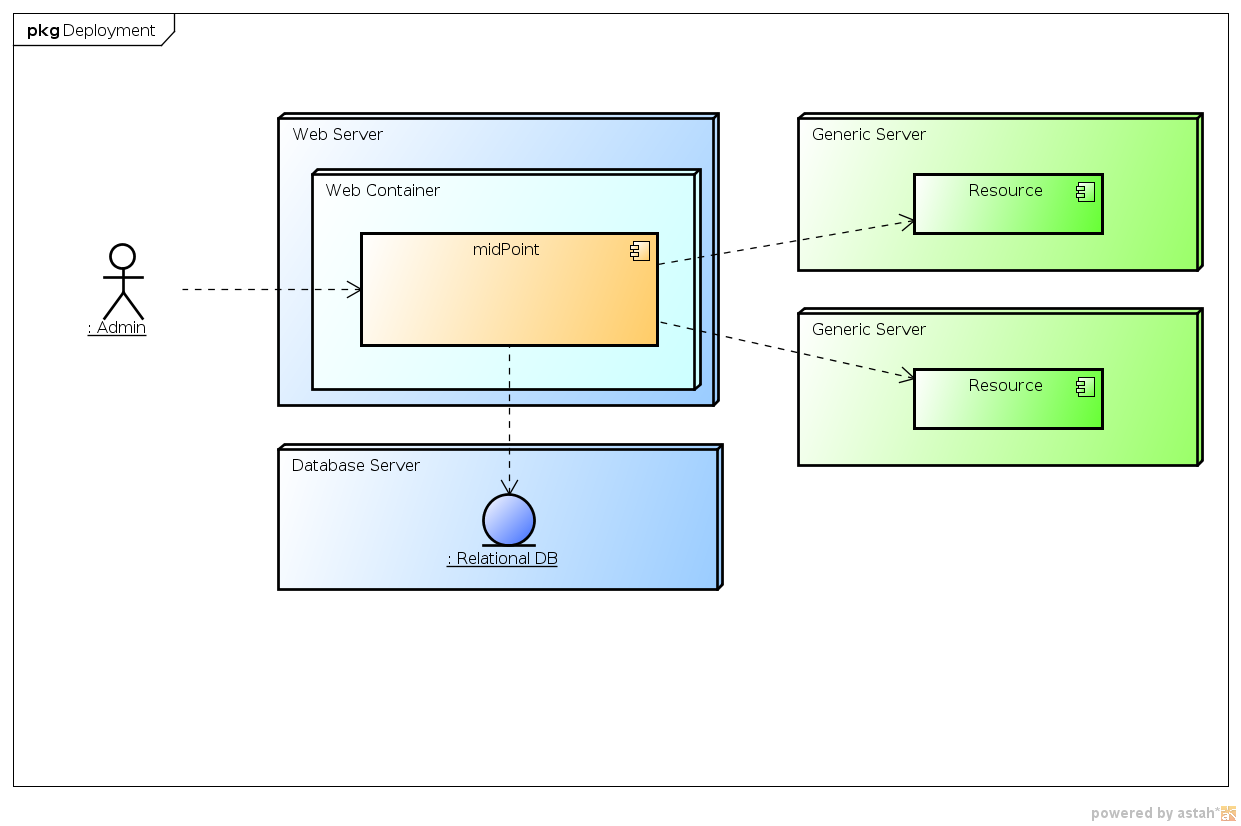 pkg Deployment
Web Server
Web Container
midPoint
: Admin
Database Server
: Relational DB
Generic Server
Resource
Generic Server
Resource
powered by astah*